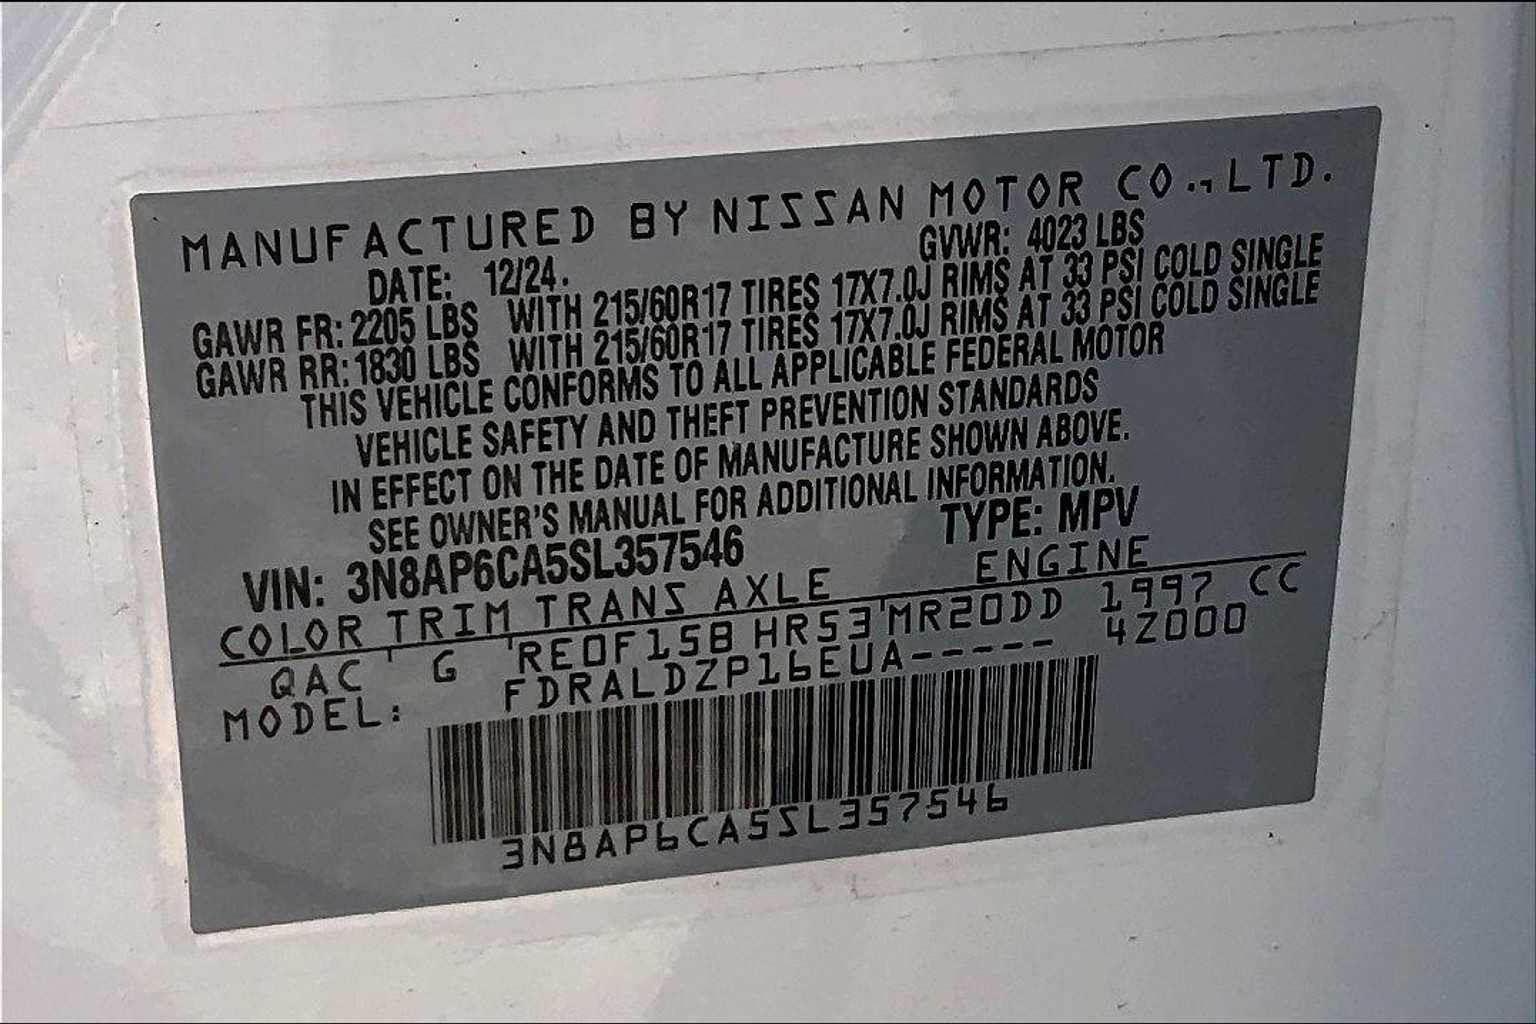 MANUFACTURED BY NISSAN MOTOR CO., LTD.
DATE: 12/24. GVWR: 4023 LBS
GAWR FR: 2205 LBS WITH 215/60R17 TIRES 17X7.0J RIMS AT 33 PSI COLD SINGLE
GAWR RR: 1830 LBS WITH 215/60R17 TIRES 17X7.0J RIMS AT 33 PSI COLD SINGLE
THIS VEHICLE CONFORMS TO ALL APPLICABLE FEDERAL MOTOR
VEHICLE SAFETY AND THEFT PREVENTION STANDARDS
IN EFFECT ON THE DATE OF MANUFACTURE SHOWN ABOVE.
SEE OWNER'S MANUAL FOR ADDITIONAL INFORMATION.
VIN: 3N8AP6CA5SL357546 TYPE: MPV
COLOR TRIM TRANS AXLE ENGINE
QAC G RE0F15B HR53 MR20DD 1997 CC
MODEL: FDRALDZP16EUA----- 4Z000
3N8AP6CA5SL357546